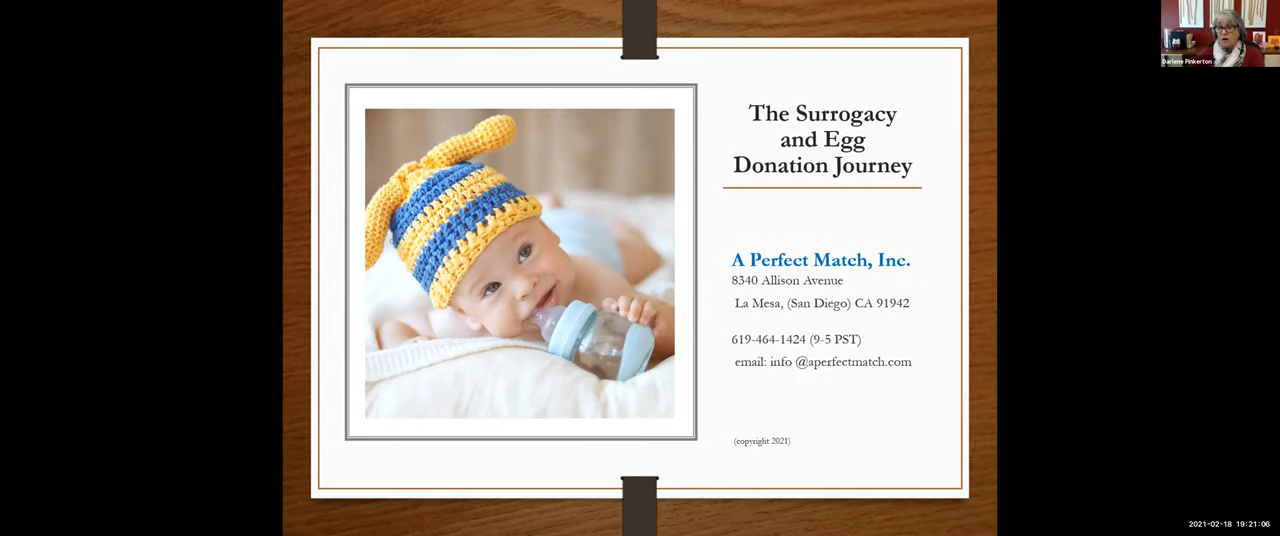 Darlene Pinkerton
The Surrogacy
and Egg
Donation Journey
A Perfect Match, Inc.
8340 Allison Avenue
La Mesa, (San Diego) CA 91942
619-464-1424 (9-5 PST)
email: info @aperfectmatch.com
(copyright 2021)
2021-02-18 19:21:06